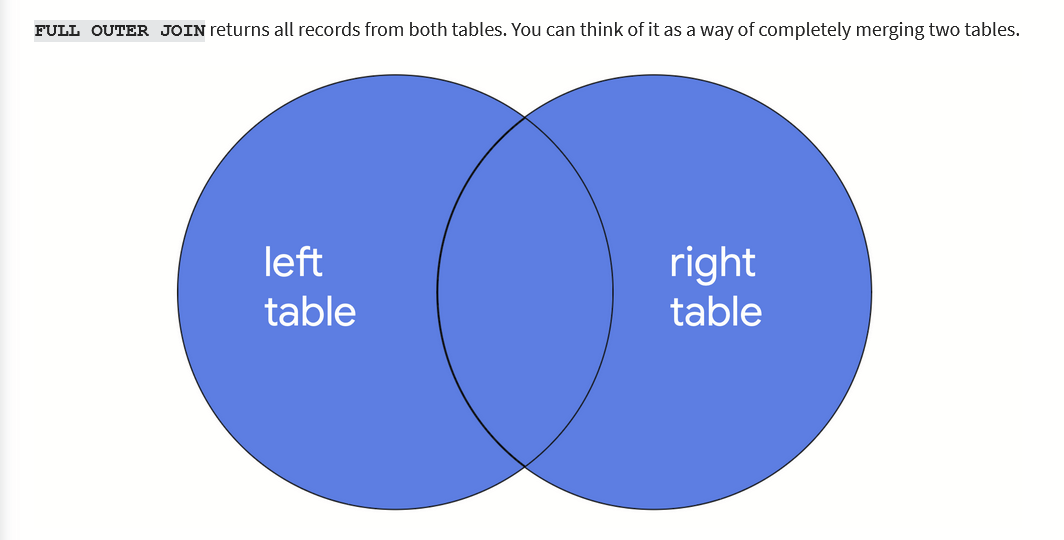 FULL OUTER JOIN returns all records from both tables. You can think of it as a way of completely merging two tables.
left
table
right
table